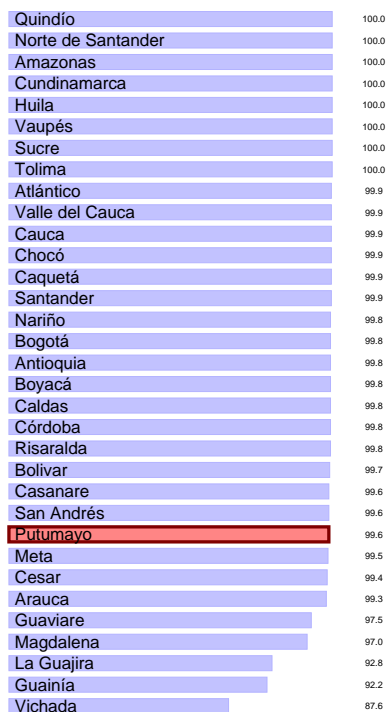 Quindío 100.0
Norte de Santander 100.0
Amazonas 100.0
Cundinamarca 100.0
Huila 100.0
Vaupés 100.0
Sucre 100.0
Tolima 100.0
Atlántico 99.9
Valle del Cauca 99.9
Cauca 99.9
Chocó 99.9
Caquetá 99.9
Santander 99.9
Nariño 99.8
Bogotá 99.8
Antioquia 99.8
Boyacá 99.8
Caldas 99.8
Córdoba 99.8
Risaralda 99.8
Bolivar 99.7
Casanare 99.6
San Andrés 99.6
Putumayo 99.6
Meta 99.5
Cesar 99.4
Arauca 99.3
Guaviare 97.5
Magdalena 97.0
La Guajira 92.8
Guainía 92.2
Vichada 87.6